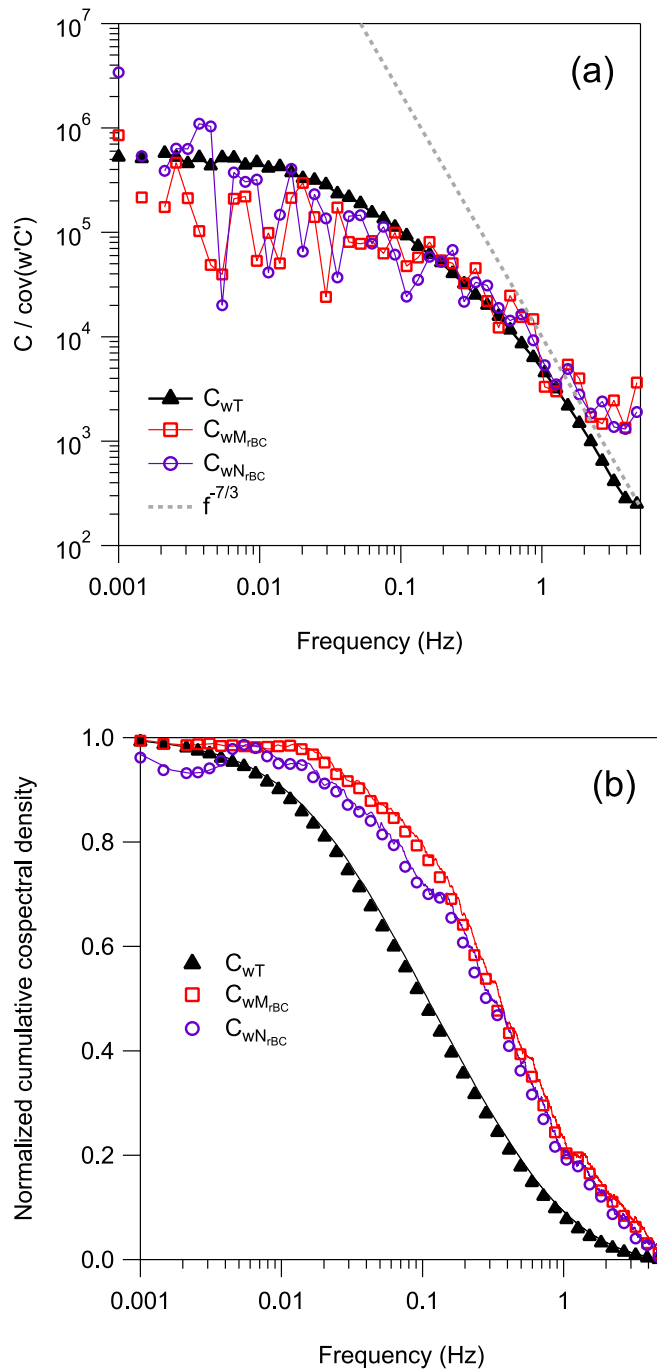 (a)
C / cov(w'C')
10^7
10^6
10^5
10^4
10^3
10^2
C_wT
C_wM_rBC
C_wN_rBC
f^-7/3
0.001 0.01 0.1 1
Frequency (Hz)
(b)
Normalized cumulative cospectral density
1.0
0.8
0.6
0.4
0.2
0.0
C_wT
C_wM_rBC
C_wN_rBC
0.001 0.01 0.1 1
Frequency (Hz)